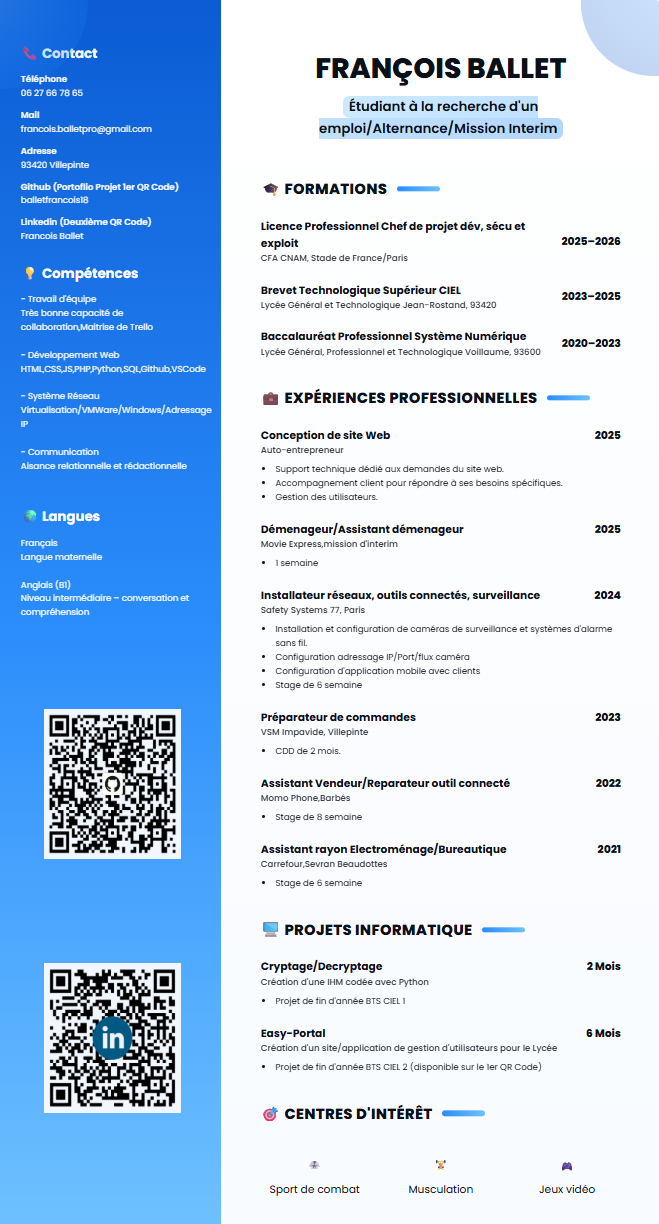 Contact
Téléphone
06 27 66 78 65
Mail
francois.balletpro@gmail.com
Adresse
93420 Villepinte
Github (Portoflio Projet 1er QR Code)
balletfrancois18
Linkedin (Deuxième QR Code)
Francois Ballet
Compétences
- Travail d'équipe
Très bonne capacité de
collaboration,Maitrise de Trello
- Développement Web
HTML,CSS,JS,PHP,Python,SQL,Github,VSCode
- Système Réseau
Virtualisation/VMWare/Windows/Adressage
IP
- Communication
Aisance relationnelle et rédactionnelle
Langues
Français
Langue maternelle
Anglais (B1)
Niveau intermédiaire – conversation et
compréhension
in
FRANÇOIS BALLET
Étudiant à la recherche d'un
emploi/Alternance/Mission Interim
FORMATIONS
Licence Professionnel Chef de projet dév, sécu et
exploit
2025–2026
CFA CNAM, Stade de France/Paris
Brevet Technologique Supérieur CIEL
2023–2025
Lycée Général et Technologique Jean-Rostand, 93420
Baccalauréat Professionnel Système Numérique
2020–2023
Lycée Général, Professionnel et Technologique Voillaume, 93600
EXPÉRIENCES PROFESSIONNELLES
Conception de site Web 2025
Auto-entrepreneur
• Support technique dédié aux demandes du site web.
• Accompagnement client pour répondre à ses besoins spécifiques.
• Gestion des utilisateurs.
Démenageur/Assistant démenageur 2025
Movie Express,mission d'interim
• 1 semaine
Installateur réseaux, outils connectés, surveillance 2024
Safety Systems 77, Paris
• Installation et configuration de caméras de surveillance et systèmes d'alarme
sans fil.
• Configuration adressage IP/Port/flux caméra
• Configuration d'application mobile avec clients
• Stage de 6 semaine
Préparateur de commandes 2023
VSM Impavide, Villepinte
• CDD de 2 mois.
Assistant Vendeur/Reparateur outil connecté 2022
Momo Phone,Barbés
• Stage de 8 semaine
Assistant rayon Electroménage/Bureautique 2021
Carrefour,Sevran Beaudottes
• Stage de 6 semaine
PROJETS INFORMATIQUE
Cryptage/Decryptage 2 Mois
Création d'une IHM codée avec Python
• Projet de fin d'année BTS CIEL 1
Easy-Portal 6 Mois
Création d'un site/application de gestion d'utilisateurs pour le Lycée
• Projet de fin d'année BTS CIEL 2 (disponible sur le 1er QR Code)
CENTRES D'INTÉRÊT
Sport de combat Musculation Jeux vidéo